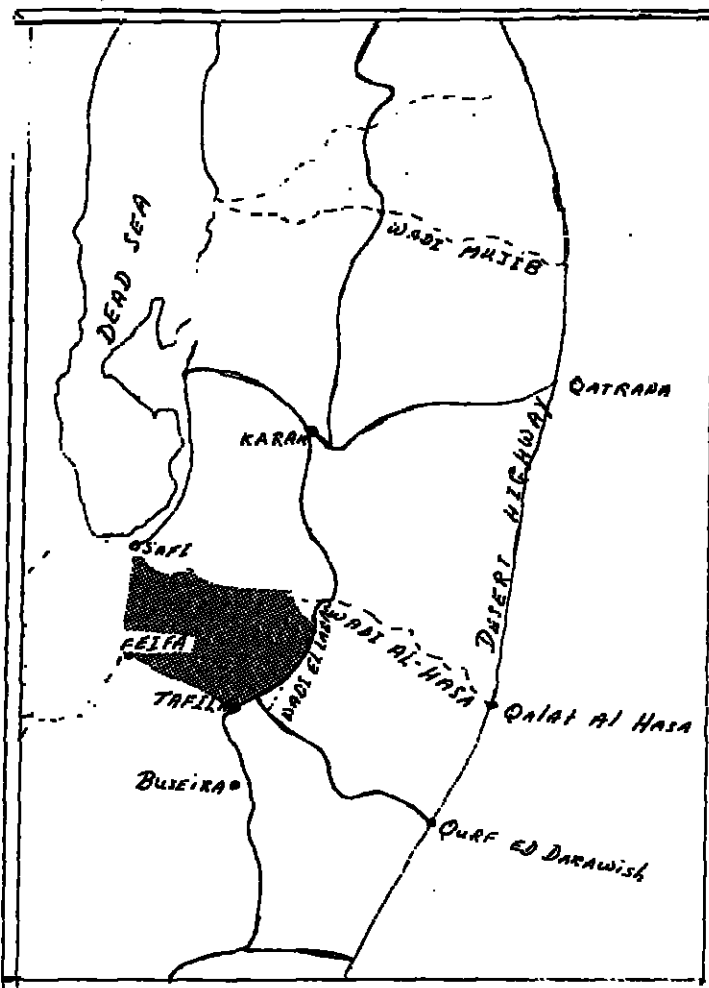 DEAD SEA
WADI MUJIB
QATRANA
KARAK
DESERT HIGHWAY
SAFI
FEIFA
WADI AL-HASA
TAFILA
QALAT AL HASA
BUSEIRA
QURF ED DARAWISH